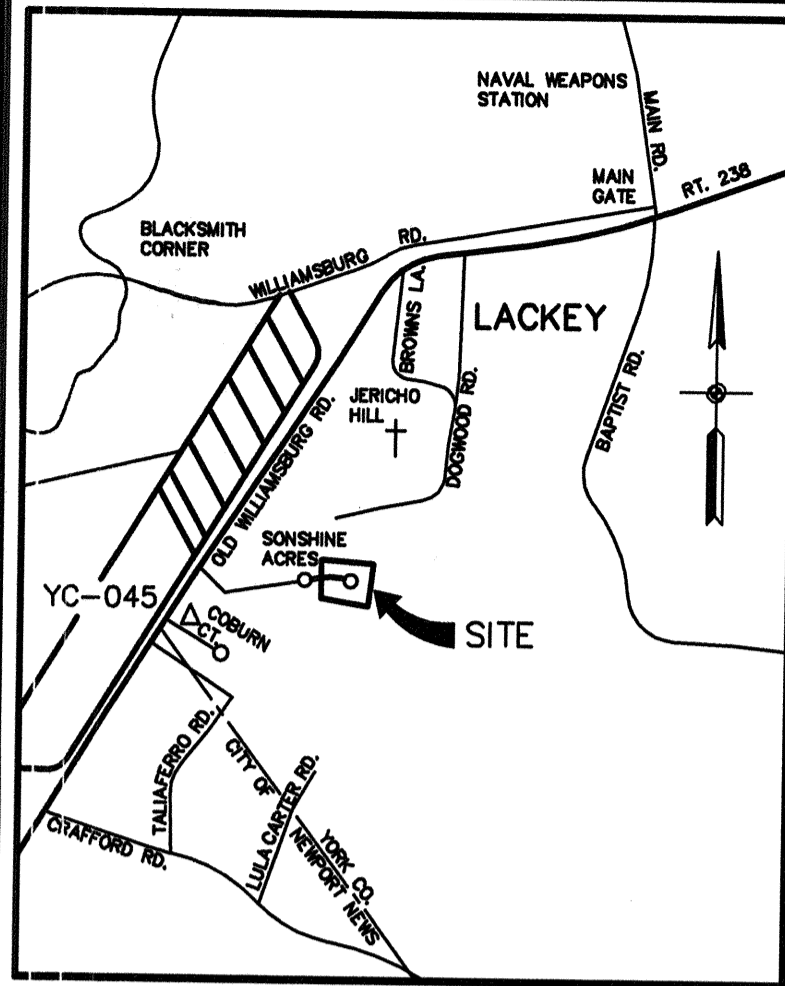 NAVAL WEAPONS
STATION
MAIN RD.
MAIN
GATE
RT. 238
BLACKSMITH
CORNER
WILLIAMSBURG RD.
BROWNS LA.
LACKEY
JERICHO
HILL
DOGWOOD RD.
BAPTIST RD.
OLD WILLIAMSBURG RD.
SONSHINE
ACRES
YC-045
COBURN
CT.
SITE
TALIAFERRO RD.
CITY OF
NEWPORT NEWS
YORK CO.
LULA CARTER RD.
CRAFFORD RD.